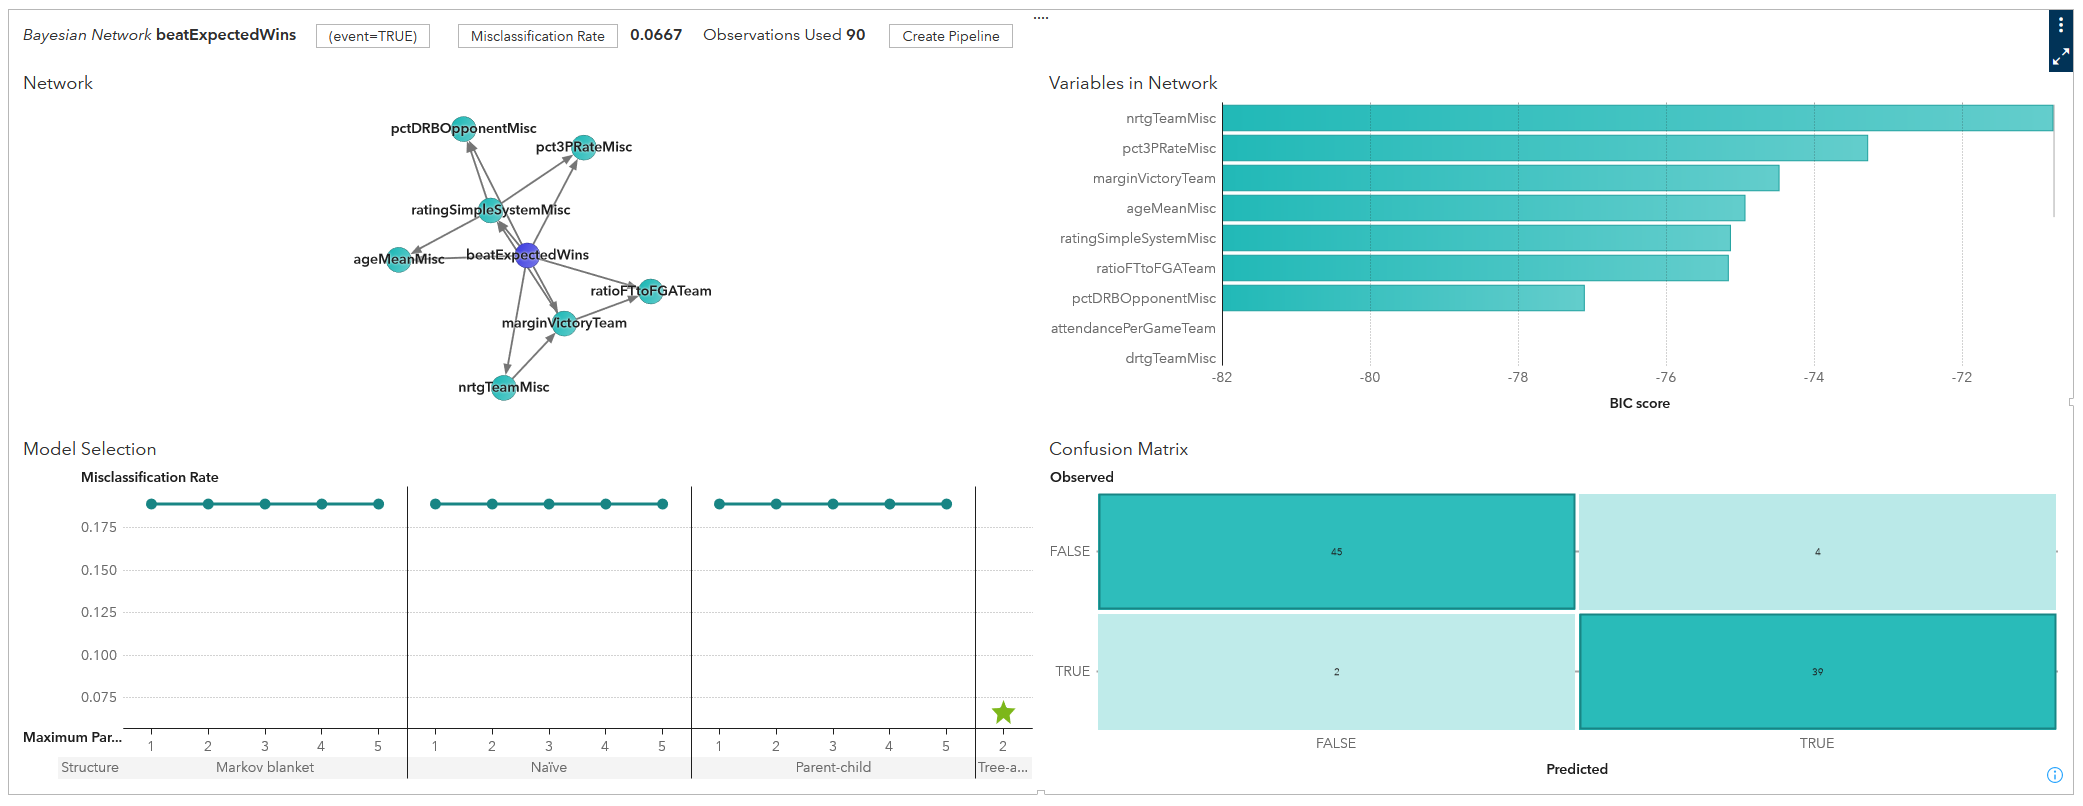 Bayesian Network beatExpectedWins (event=TRUE) Misclassification Rate 0.0667 Observations Used 90 Create Pipeline
Network
pctDRBOpponentMisc
pct3PRateMisc
ratingSimpleSystemMisc
beatExpectedWins
ageMeanMisc
ratioFTtoFGATeam
marginVictoryTeam
nrtgTeamMisc
Variables in Network
nrtgTeamMisc
pct3PRateMisc
marginVictoryTeam
ageMeanMisc
ratingSimpleSystemMisc
ratioFTtoFGATeam
pctDRBOpponentMisc
attendancePerGameTeam
drtgTeamMisc
-82 -80 -78 -76 -74 -72
BIC score
Model Selection
Misclassification Rate
0.175
0.150
0.125
0.100
0.075
Maximum Par... 1 2 3 4 5 1 2 3 4 5 1 2 3 4 5 2
Structure Markov blanket Naïve Parent-child Tree-a...
Confusion Matrix
Observed
FALSE 45 4
TRUE 2 39
FALSE TRUE
Predicted